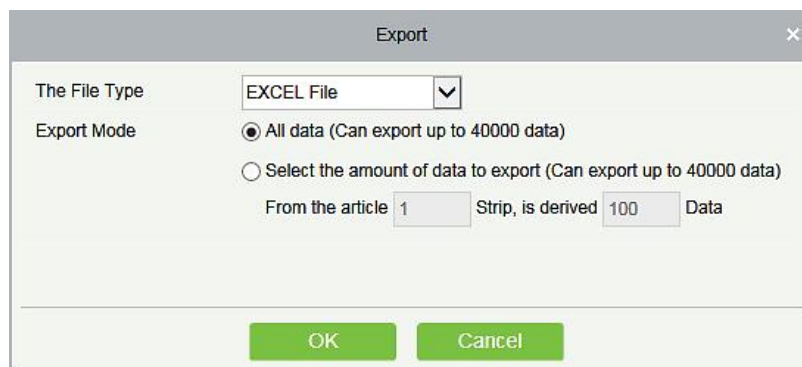 Export
The File Type EXCEL File
Export Mode All data (Can export up to 40000 data)
Select the amount of data to export (Can export up to 40000 data)
From the article 1 Strip, is derived 100 Data
OK Cancel